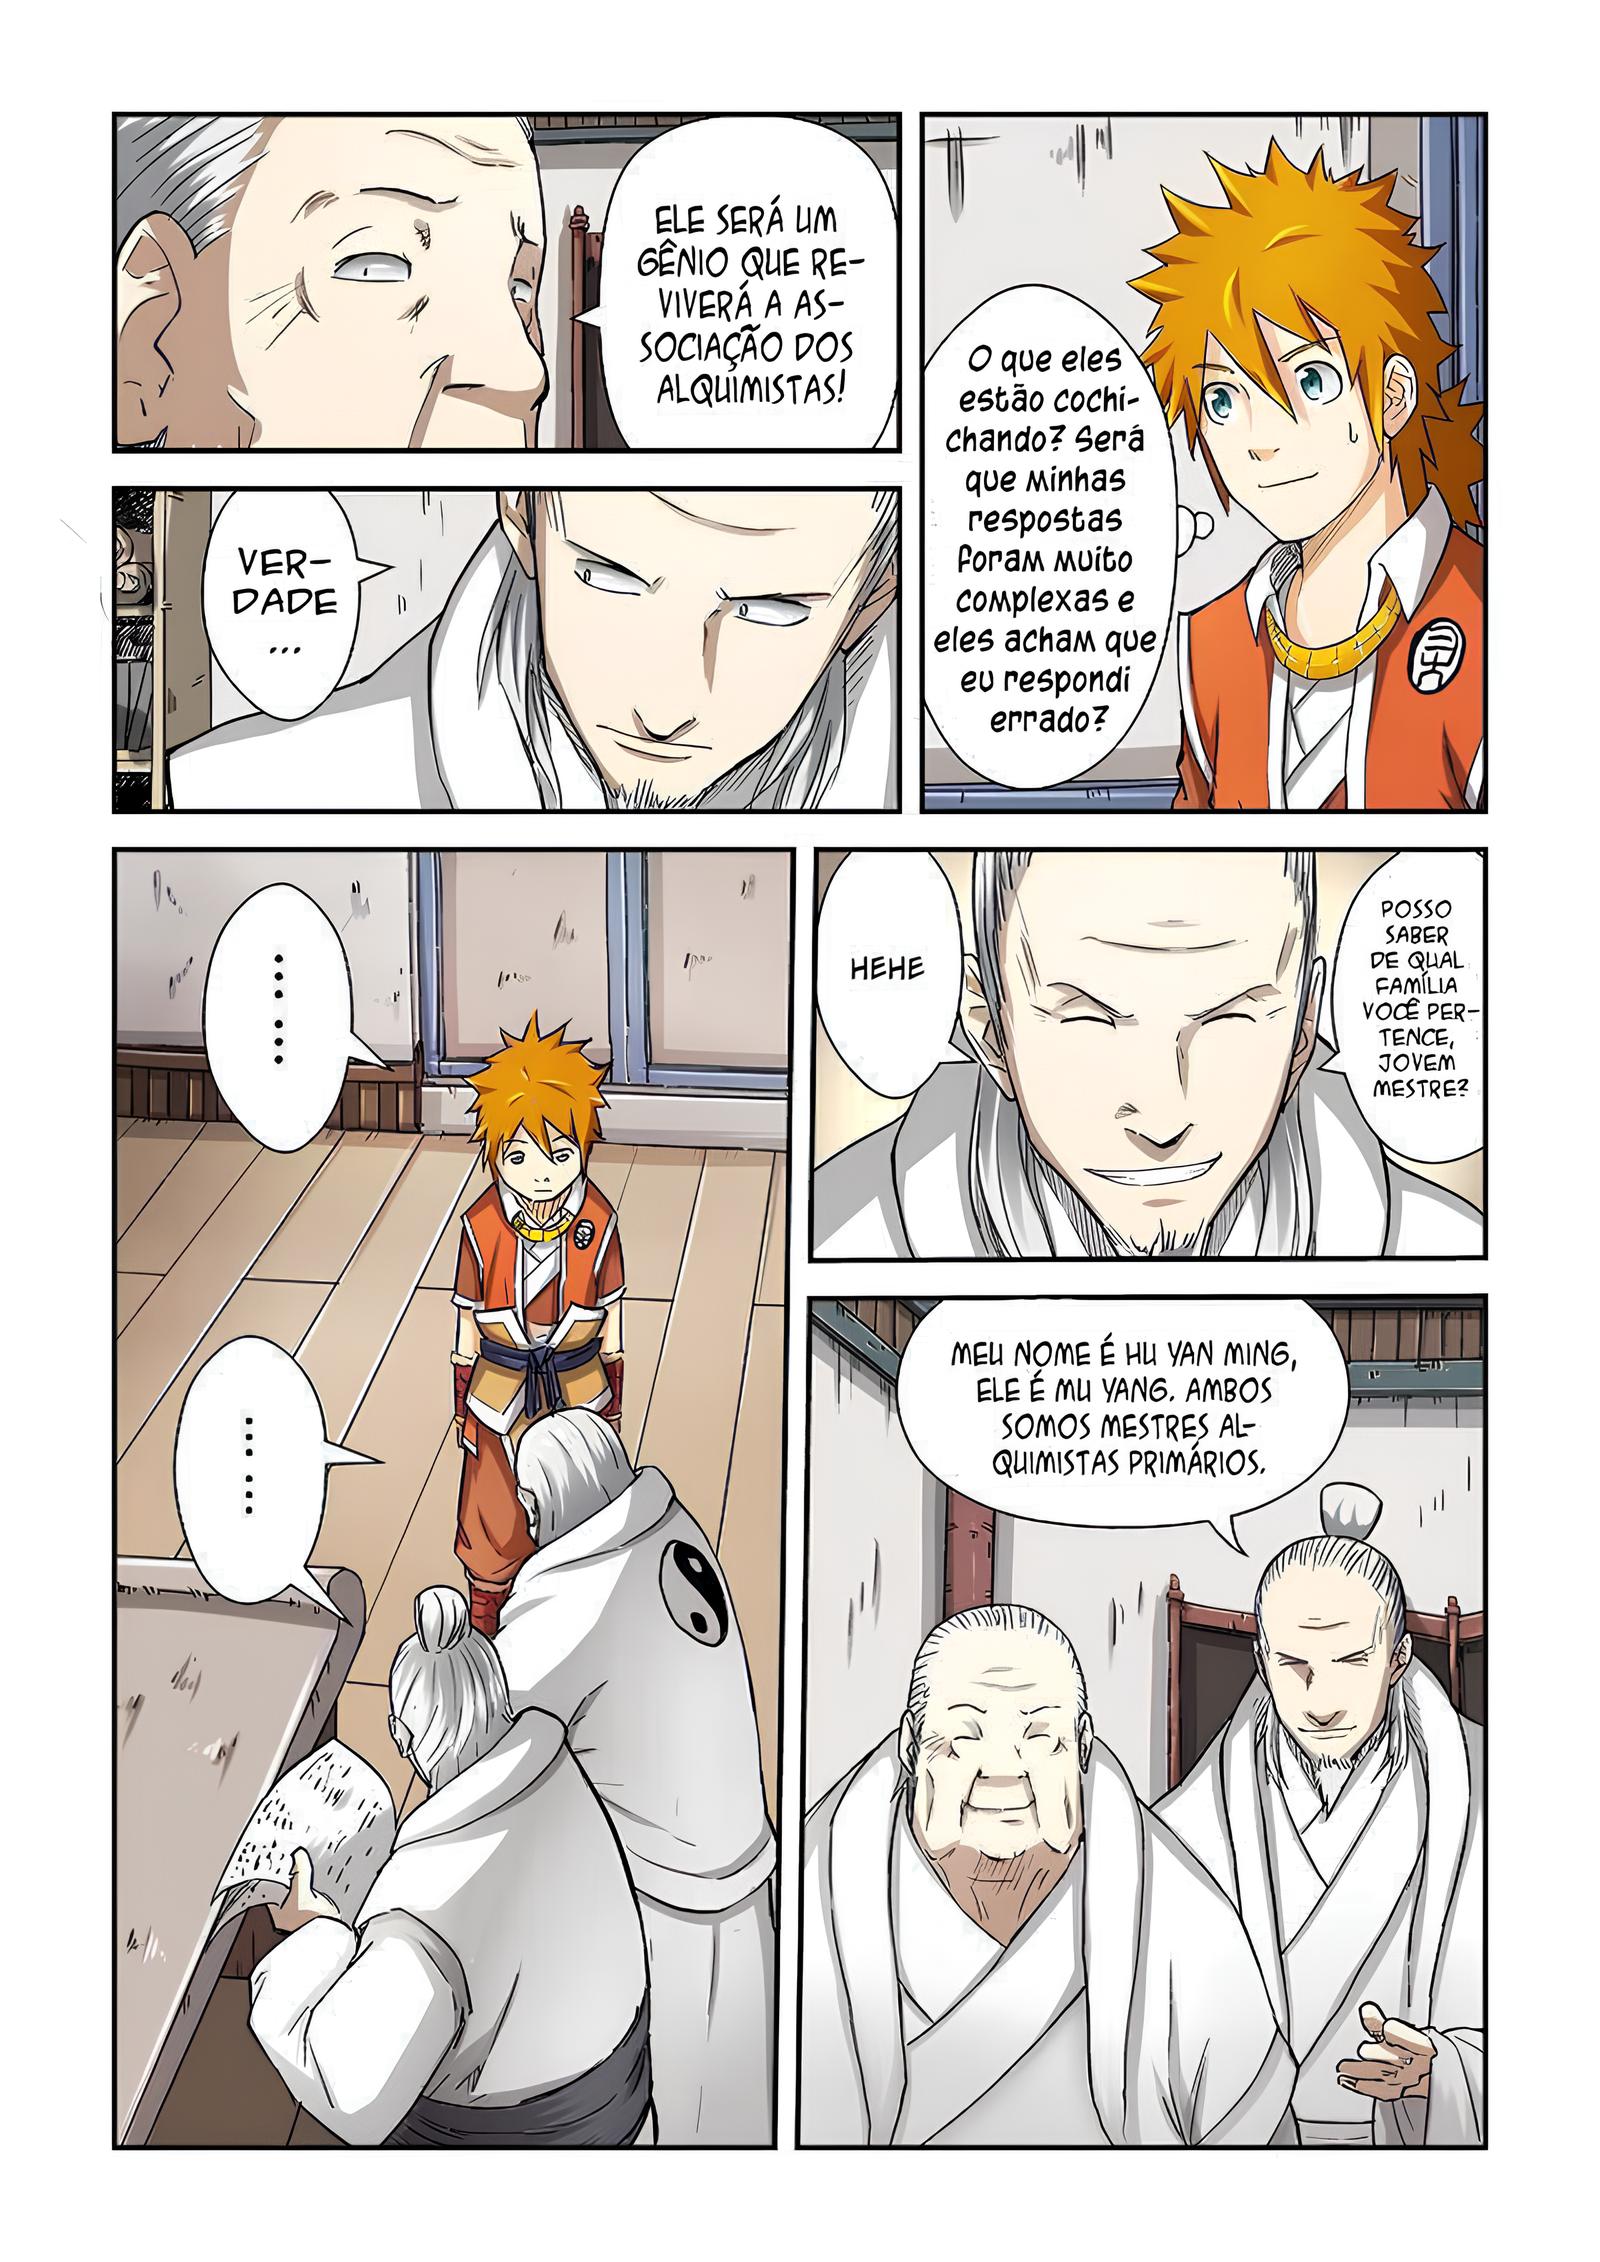 ELE SERÁ UM
GÊNIO QUE RE-
VIVERÁ A AS-
SOCIAÇÃO DOS
ALQUIMISTAS!
VER-
DADE
...
O que eles
estão cochi-
chando? Será
que minhas
respostas
foram muito
complexas e
eles acham que
eu respondi
errado?
......
......
HEHE
POSSO
SABER
DE QUAL
FAMÍLIA
VOCÊ PER-
TENCE,
JOVEM
MESTRE?
MEU NOME É HU YAN MING,
ELE É MU YANG. AMBOS
SOMOS MESTRES AL-
QUIMISTAS PRIMÁRIOS.